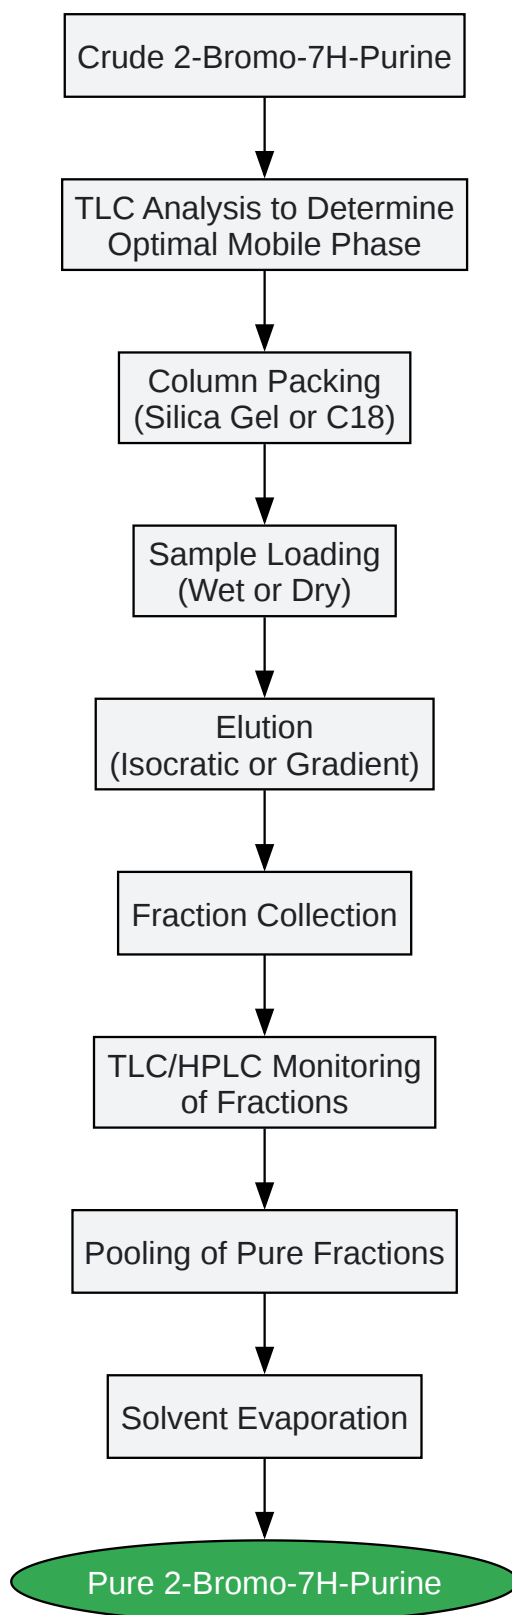 Crude 2-Bromo-7H-Purine
TLC Analysis to Determine
Optimal Mobile Phase
Column Packing
(Silica Gel or C18)
Sample Loading
(Wet or Dry)
Elution
(Isocratic or Gradient)
Fraction Collection
TLC/HPLC Monitoring
of Fractions
Pooling of Pure Fractions
Solvent Evaporation
Pure 2-Bromo-7H-Purine